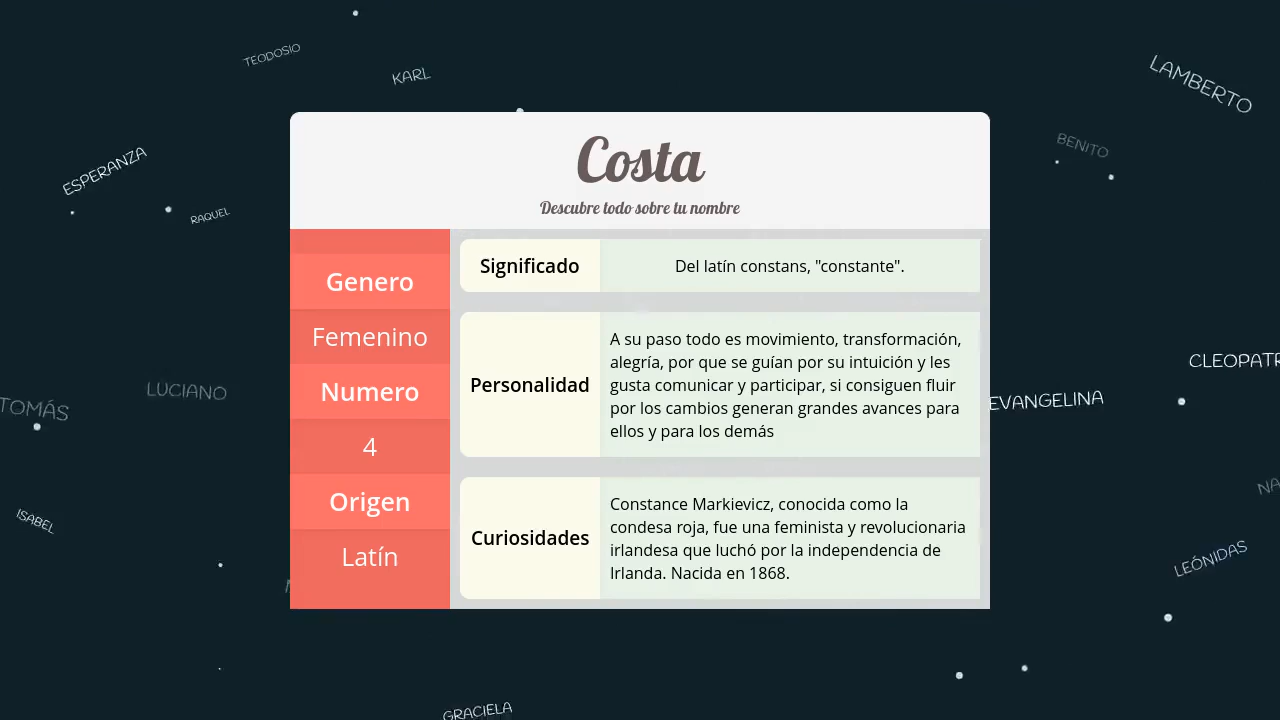 TEODOSIO
KARL
LAMBERTO
BENITO
ESPERANZA
RAQUEL
Costa
Descubre todo sobre tu nombre
Genero
Femenino
Numero
4
Origen
Latín
Significado
Del latín constans, "constante".
Personalidad
A su paso todo es movimiento, transformación,
alegría, por que se guían por su intuición y les
gusta comunicar y participar, si consiguen fluir
por los cambios generan grandes avances para
ellos y para los demás
Curiosidades
Constance Markievicz, conocida como la
condesa roja, fue una feminista y revolucionaria
irlandesa que luchó por la independencia de
Irlanda. Nacida en 1868.
CLEOPATR
LUCIANO
TOMÁS
EVANGELINA
NA
ISABEL
LEÓNIDAS
GRACIELA